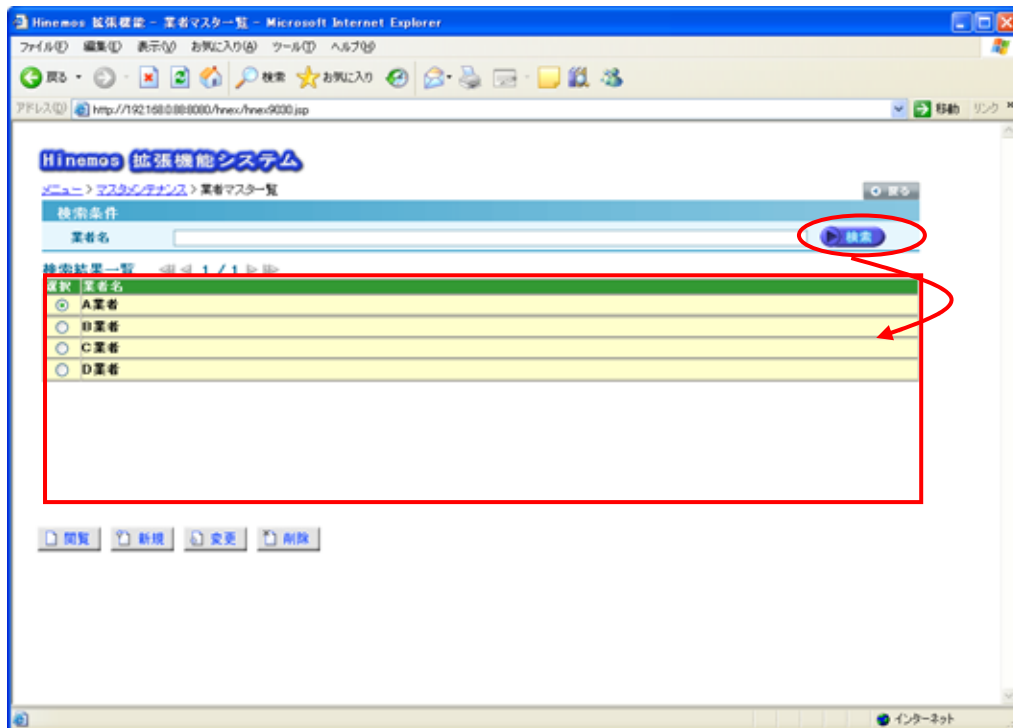 Hinemos 拡張機能 - 業者マスター覧 - Microsoft Internet Explorer
ファイル(F) 編集(E) 表示(V) お気に入り(A) ツール(T) ヘルプ(H)
戻る 検索 お気に入り
アドレス(D) http://192.168.0.88:8080/hnex/hnex9000.jsp 移動 リンク »
Hinemos 拡張機能システム
メニュー > マスタメンテナンス > 業者マスター覧 戻る
検索条件
業者名 検索
検索結果一覧 1 / 1
選択 業者名
A業者
B業者
C業者
D業者
閲覧 新規 変更 削除
インターネット